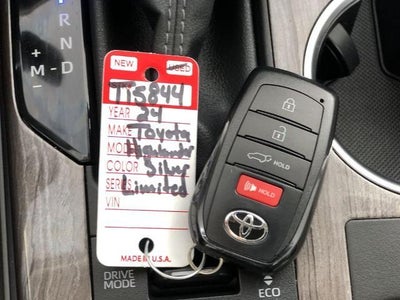 R
N
+
M D
-
NEW USED
T15844
YEAR 24
MAKE Toyota
MOD Highlander
COLOR Silver
SERIES Limited
VIN
MADE IN U.S.A.
HOLD
HOLD
DRIVE
MODE
ECO